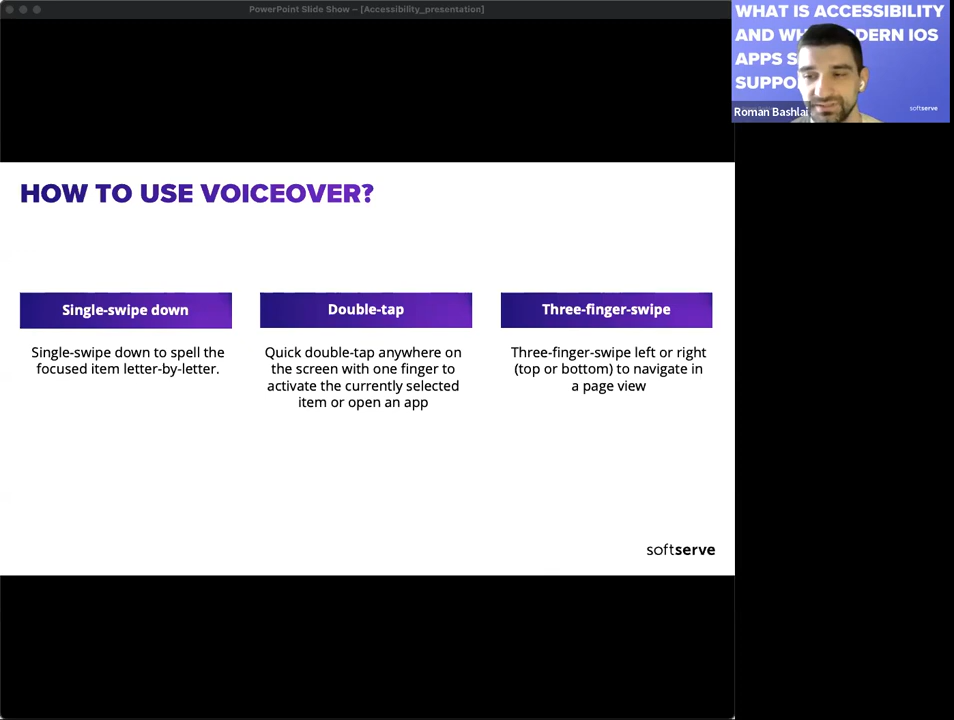 PowerPoint Slide Show – [Accessibility_presentation]
WHAT IS ACCESSIBILITY
AND IOS
APPS
Roman Bashlai
softserve
HOW TO USE VOICEOVER?
Single-swipe down
Single-swipe down to spell the
focused item letter-by-letter.
Double-tap
Quick double-tap anywhere on
the screen with one finger to
activate the currently selected
item or open an app
Three-finger-swipe
Three-finger-swipe left or right
(top or bottom) to navigate in
a page view
softserve